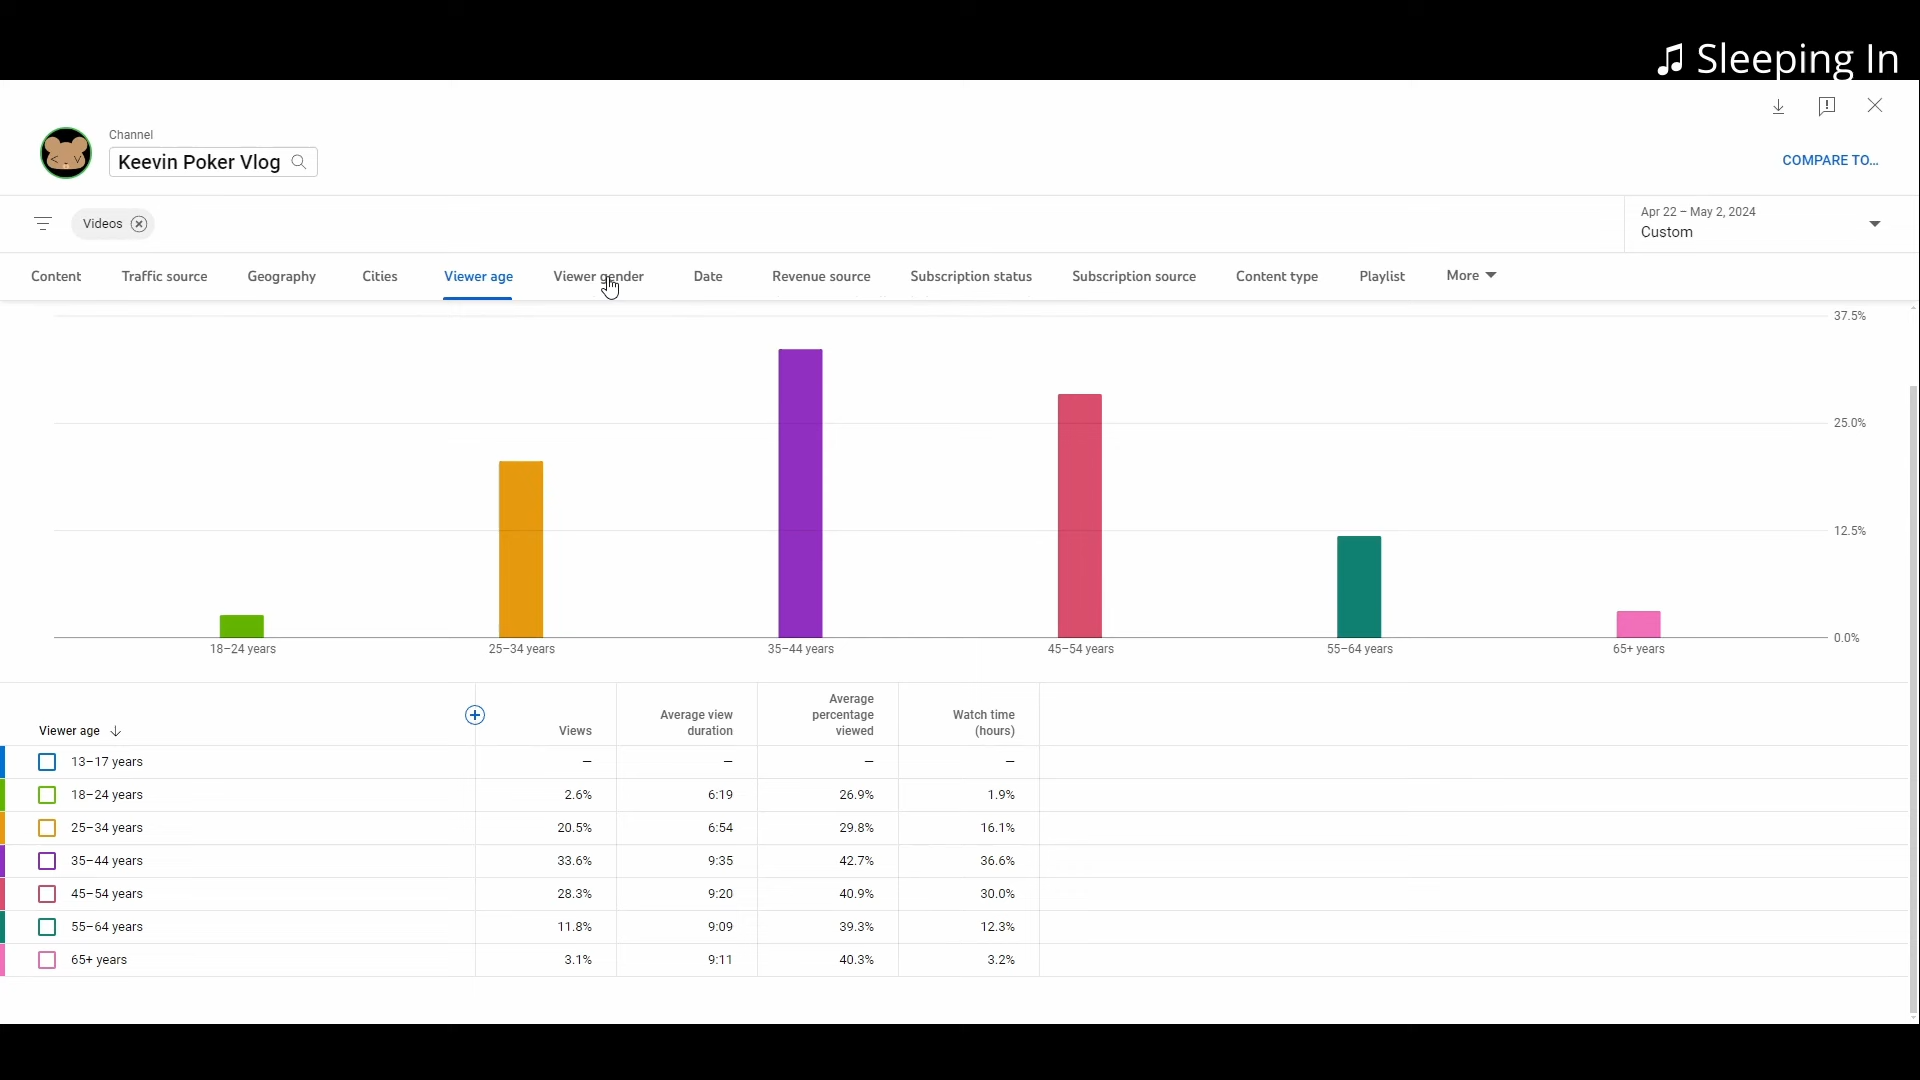 ♫ Sleeping In
Channel
Keevin Poker Vlog
COMPARE TO...
Videos
Apr 22 – May 2, 2024
Custom
Content Traffic source Geography Cities Viewer age Viewer gender Date Revenue source Subscription status Subscription source Content type Playlist More
37.5%
25.0%
12.5%
0.0%
18–24 years 25–34 years 35–44 years 45–54 years 55–64 years 65+ years
Viewer age Views Average view duration Average percentage viewed Watch time (hours)
13–17 years — — — —
18–24 years 2.6% 6:19 26.9% 1.9%
25–34 years 20.5% 6:54 29.8% 16.1%
35–44 years 33.6% 9:35 42.7% 36.6%
45–54 years 28.3% 9:20 40.9% 30.0%
55–64 years 11.8% 9:09 39.3% 12.3%
65+ years 3.1% 9:11 40.3% 3.2%